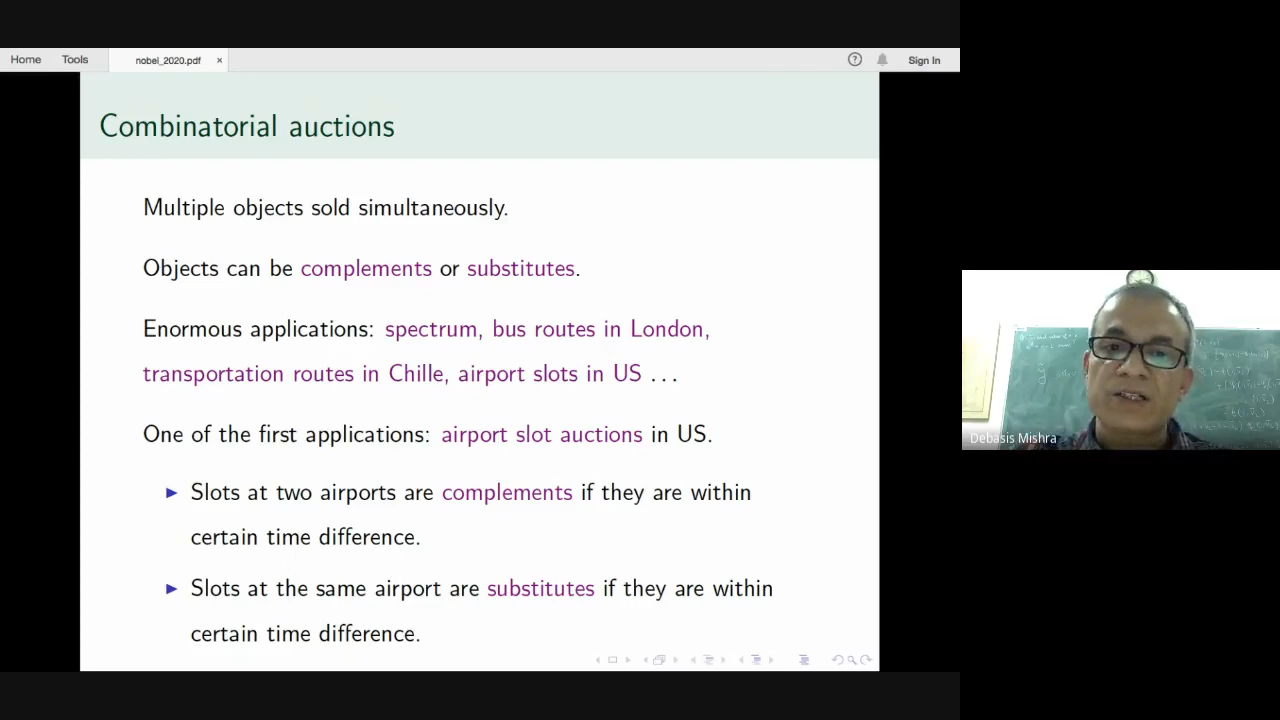 Home Tools nobel_2020.pdf × ? Sign In
Combinatorial auctions
Multiple objects sold simultaneously.
Objects can be complements or substitutes.
Enormous applications: spectrum, bus routes in London,
transportation routes in Chille, airport slots in US ...
One of the first applications: airport slot auctions in US.
▶ Slots at two airports are complements if they are within
certain time difference.
▶ Slots at the same airport are substitutes if they are within
certain time difference.
Debasis Mishra